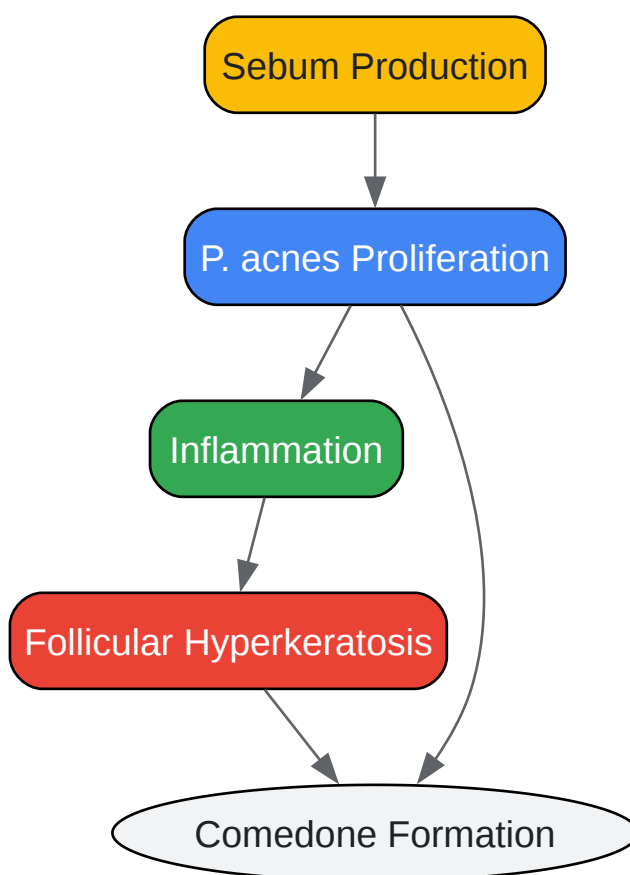 Sebum Production
P. acnes Proliferation
Inflammation
Follicular Hyperkeratosis
Comedone Formation